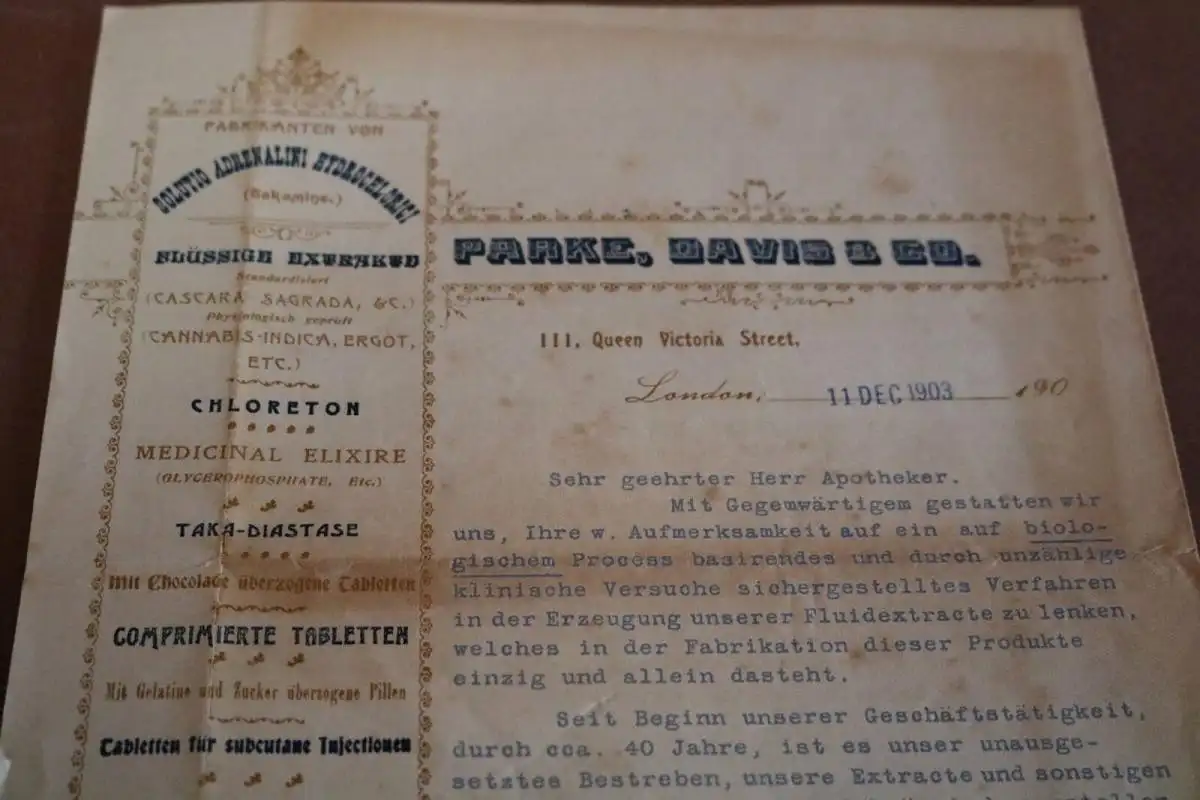 FABRIKANTEN VON
SOLUTIO ADRENALINI HYDROCHLORICI
FLÜSSIGE EXTRAKTE
Standardisiert
(CASCARA SAGRADA, &C.)
Physiologisch geprüft
(CANNABIS-INDICA, ERGOT,
ETC.)
CHLORETON
MEDICINAL ELIXIRE
(GLYCEROPHOSPHATE, Etc.)
TAKA-DIASTASE
Mit Chocolade überzogene Tabletten
COMPRIMIERTE TABLETTEN
Mit Gelatine und Zucker überzogene Pillen
Tabletten für subcutane Injectionen
PARKE, DAVIS & CO.
111, Queen Victoria Street,
London, 11 DEC 1903 190
Sehr geehrter Herr Apotheker.
Mit Gegemwärtigem gestatten wir
uns, Ihre w. Aufmerksamkeit auf ein auf biolo-
gischem Process basirendes und durch unzählige
klinische Versuche sichergestelltes Verfahren
in der Erzeugung unserer Fluidextracte zu lenken,
welches in der Fabrikation dieser Produkte
einzig und allein dasteht.
Seit Beginn unserer Geschäftstätigkeit,
durch cca. 40 Jahre, ist es unser unausge-
setztes Bestreben, unsere Extracte und sonstigen